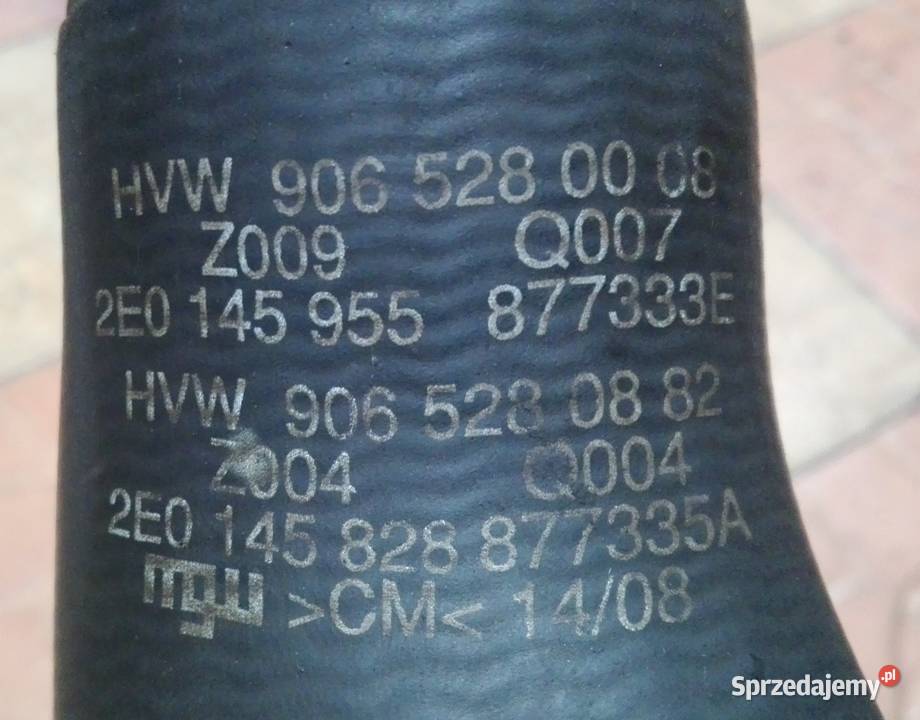 HVW 906 528 00 08
Z009 Q007
2E0 145 955 877333E
HVW 906 528 08 82
Z004 Q004
2E0 145 828 877335A
mgu >CM< 14/08
Sprzedajemy.pl